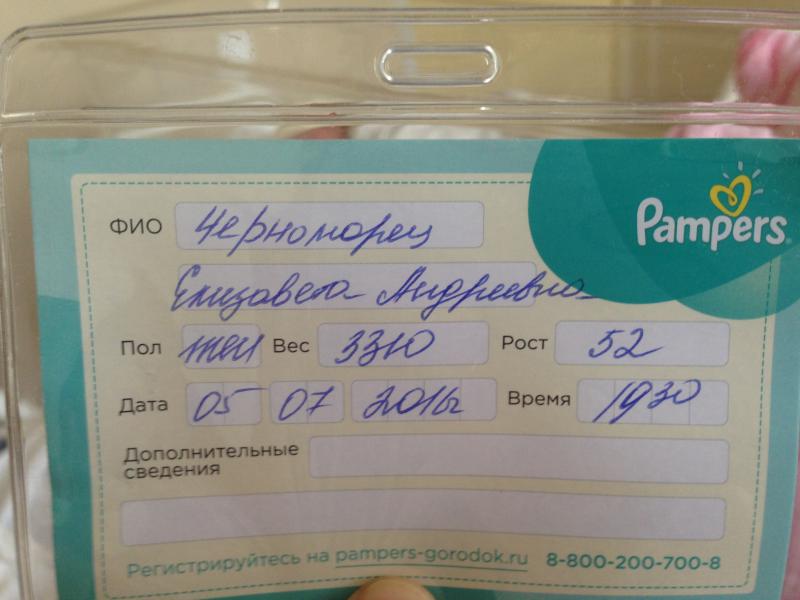 Pampers
ФИО Черноморец
Елизавета Андреевна
Пол жен Вес 3310 Рост 52
Дата 05 07 2016г Время 19 30
Дополнительные
сведения
Регистрируйтесь на pampers-gorodok.ru 8-800-200-700-8